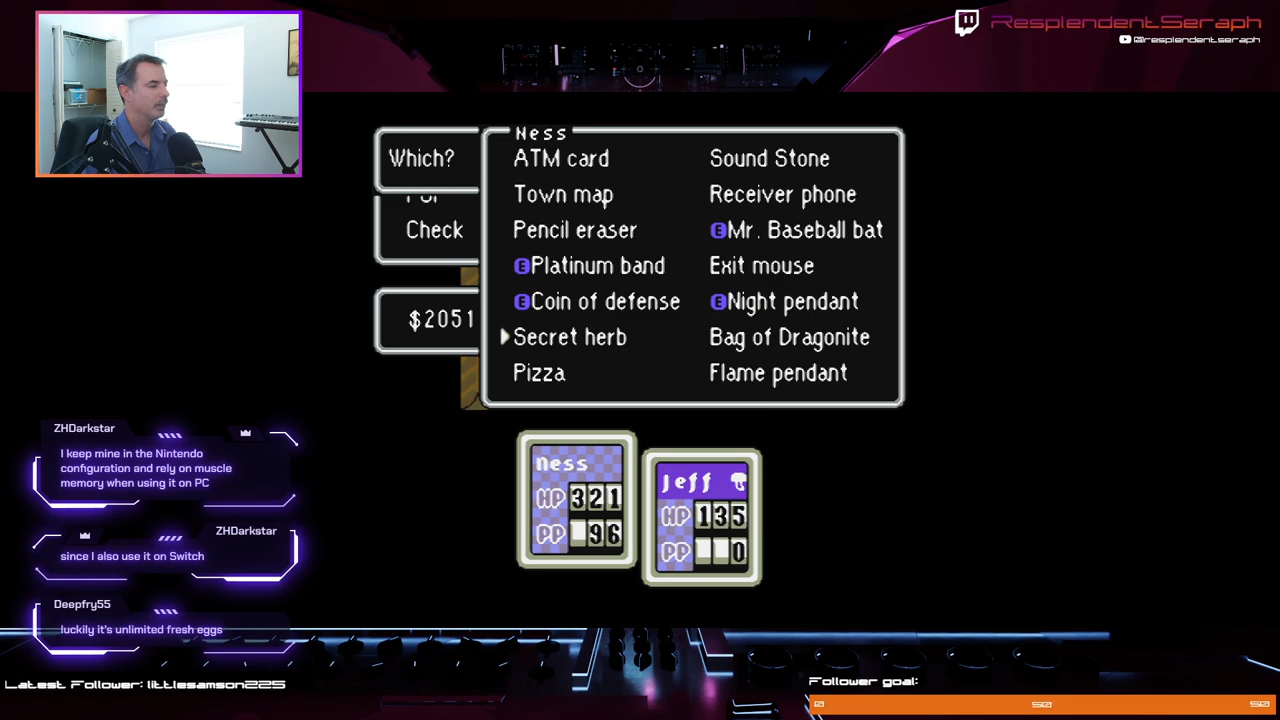 ResplendentSeraph
@resplendentseraph
Ness
Which?
ATM card
Sound Stone
Town map
Receiver phone
Check
Pencil eraser
E Mr. Baseball bat
E Platinum band
Exit mouse
E Coin of defense
E Night pendant
$2051
Secret herb
Bag of Dragonite
Pizza
Flame pendant
ZHDarkstar
I keep mine in the Nintendo
configuration and rely on muscle
memory when using it on PC
ZHDarkstar
since I also use it on Switch
Deepfry55
luckily it's unlimited fresh eggs
Ness
HP 321
PP 96
Jeff
HP 135
PP 0
Latest Follower: littlesamson225
Follower goal:
0 50 50